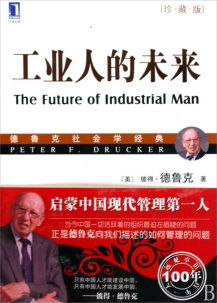 [珍藏版]
工业人的未来
The Future of Industrial Man
德鲁克社会学经典
PETER F. DRUCKER
〔美〕 彼得·德鲁克 著
启蒙中国现代管理第一人
正是德鲁克向我们描述的如何管理的问题
只有中国人才能建设中国,
只有中国人才能发展中国。
——彼得·德鲁克
100年